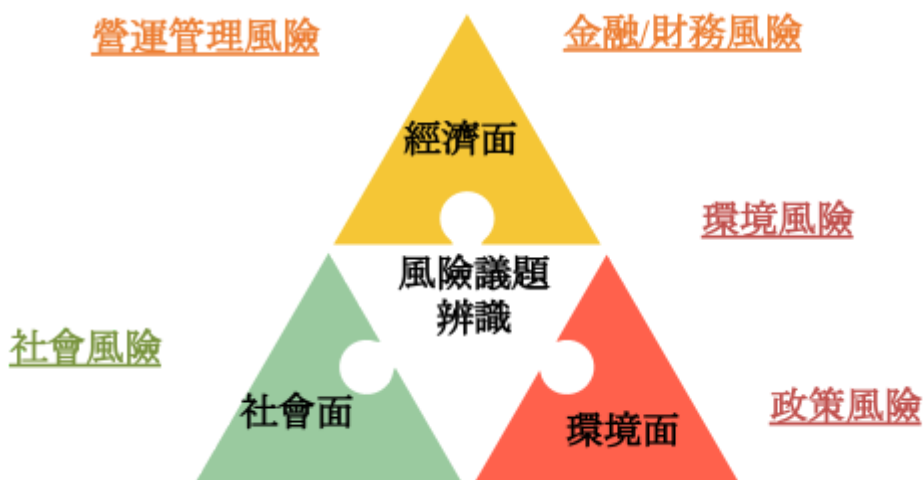 營運管理風險
金融/財務風險
經濟面
環境風險
風險議題
辨識
社會風險
社會面
環境面
政策風險